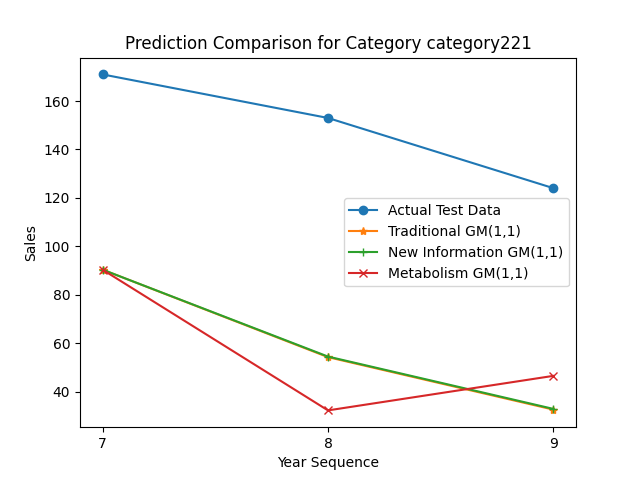 Prediction Comparison for Category category221
Sales
160
140
120
100
80
60
40
Actual Test Data
Traditional GM(1,1)
New Information GM(1,1)
Metabolism GM(1,1)
7
8
9
Year Sequence